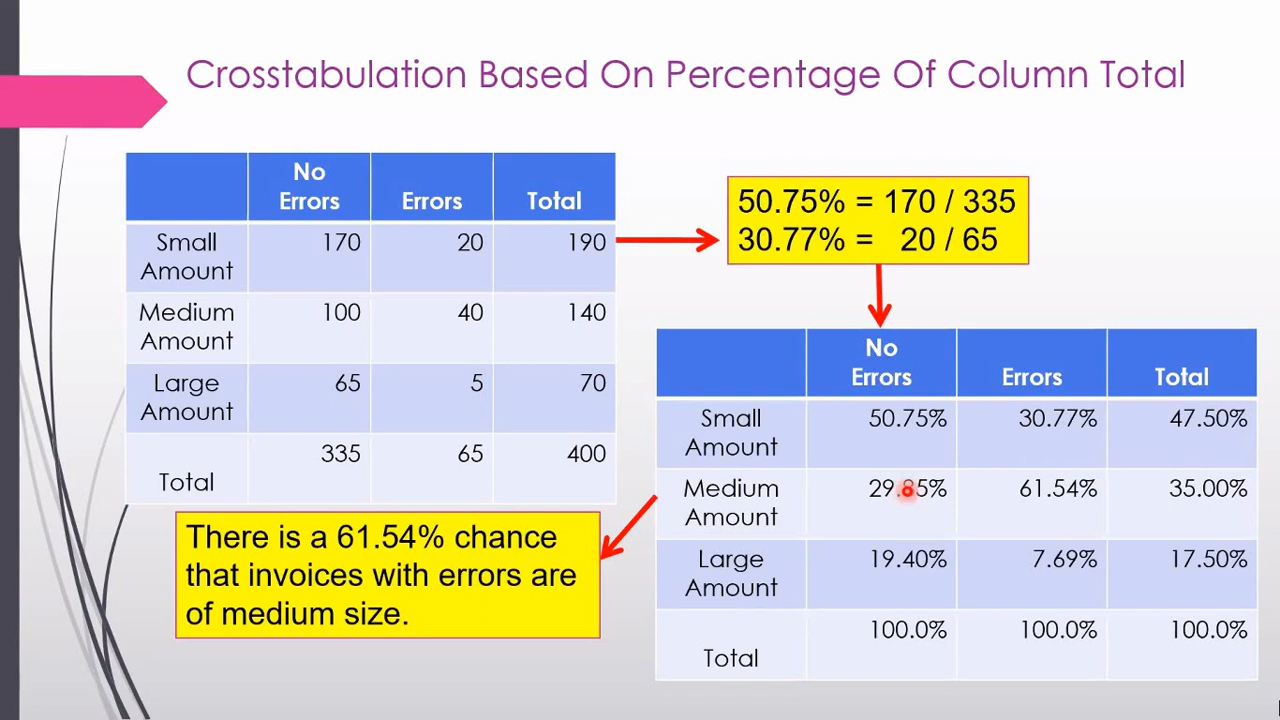 Crosstabulation Based On Percentage Of Column Total
No
Errors Errors Total
Small
Amount 170 20 190
Medium
Amount 100 40 140
Large
Amount 65 5 70
Total 335 65 400
50.75% = 170 / 335
30.77% = 20 / 65
No
Errors Errors Total
Small
Amount 50.75% 30.77% 47.50%
Medium
Amount 29.85% 61.54% 35.00%
Large
Amount 19.40% 7.69% 17.50%
Total 100.0% 100.0% 100.0%
There is a 61.54% chance
that invoices with errors are
of medium size.